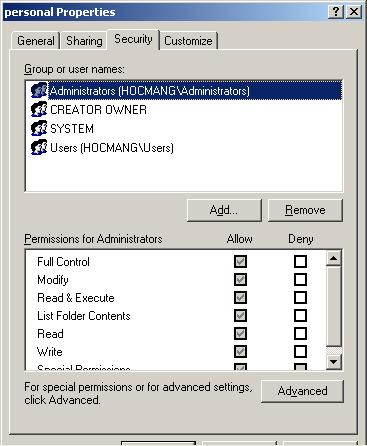 personal Properties
General
Sharing
Security
Customize
Group or user names:
Administrators (HOCMANG\Administrators)
CREATOR OWNER
SYSTEM
Users (HOCMANG\Users)
Add...
Remove
Permissions for Administrators
Allow
Deny
Full Control
Modify
Read & Execute
List Folder Contents
Read
Write
Special Permissions
For special permissions or for advanced settings,
click Advanced.
Advanced